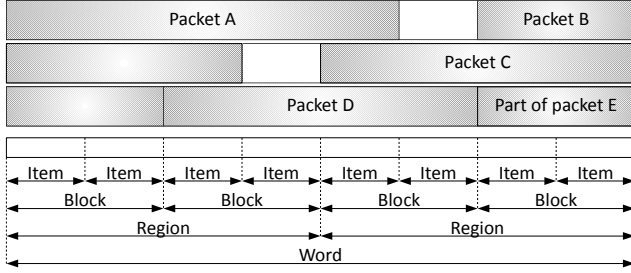 Packet A Packet B
Packet C
Packet D Part of packet E
Item Item Item Item Item Item Item Item
Block Block Block Block
Region Region
Word